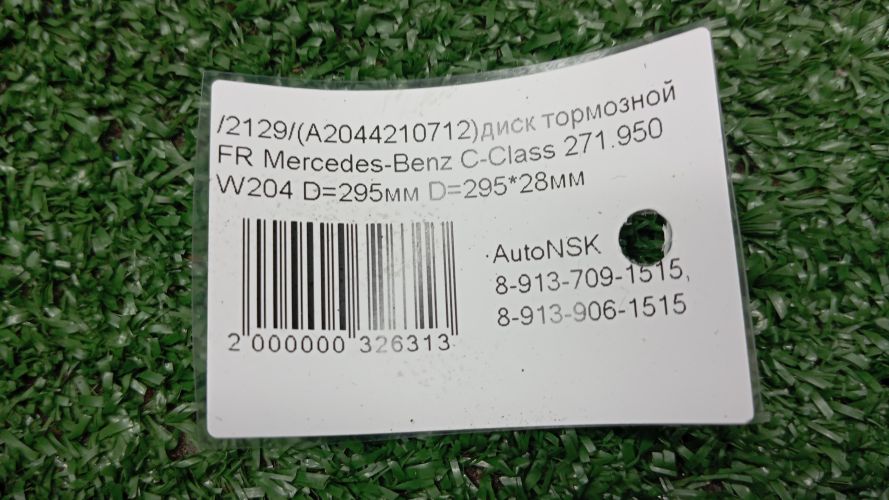 /2129/(A2044210712)диск тормозной
FR Mercedes-Benz C-Class 271.950
W204 D=295мм D=295*28мм
.AutoNSK
8-913-709-1515,
8-913-906-1515
2 000000 326313